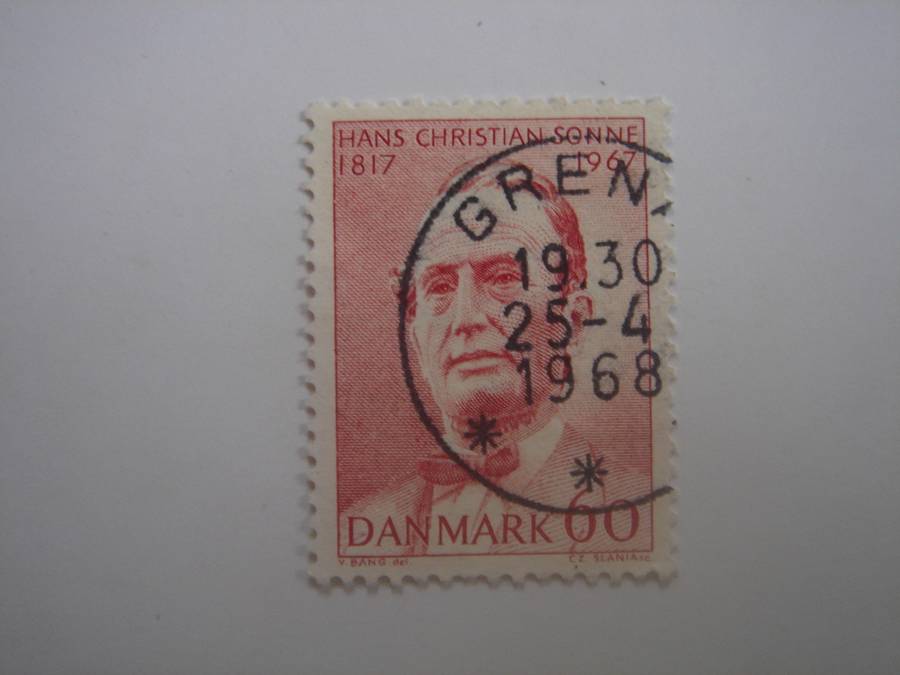 HANS CHRISTIAN SONNE
1817 1967
GREN
19.30
25-4
1968
DANMARK 60
V. BANG del. CZ. SLANIA sc.